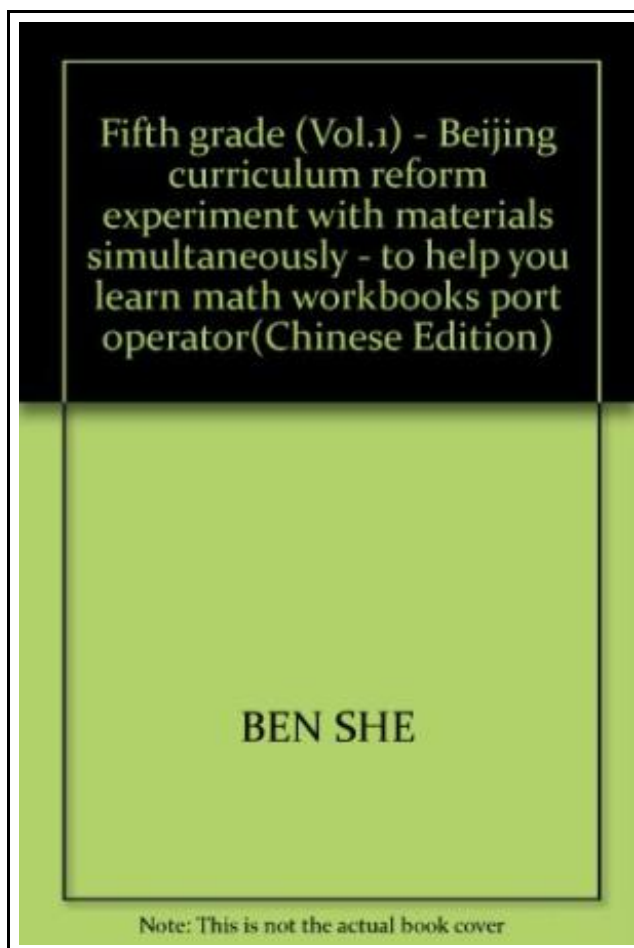 Fifth grade (Vol.1) - Beijing
curriculum reform
experiment with materials
simultaneously - to help you
learn math workbooks port
operator(Chinese Edition)
BEN SHE
Note: This is not the actual book cover